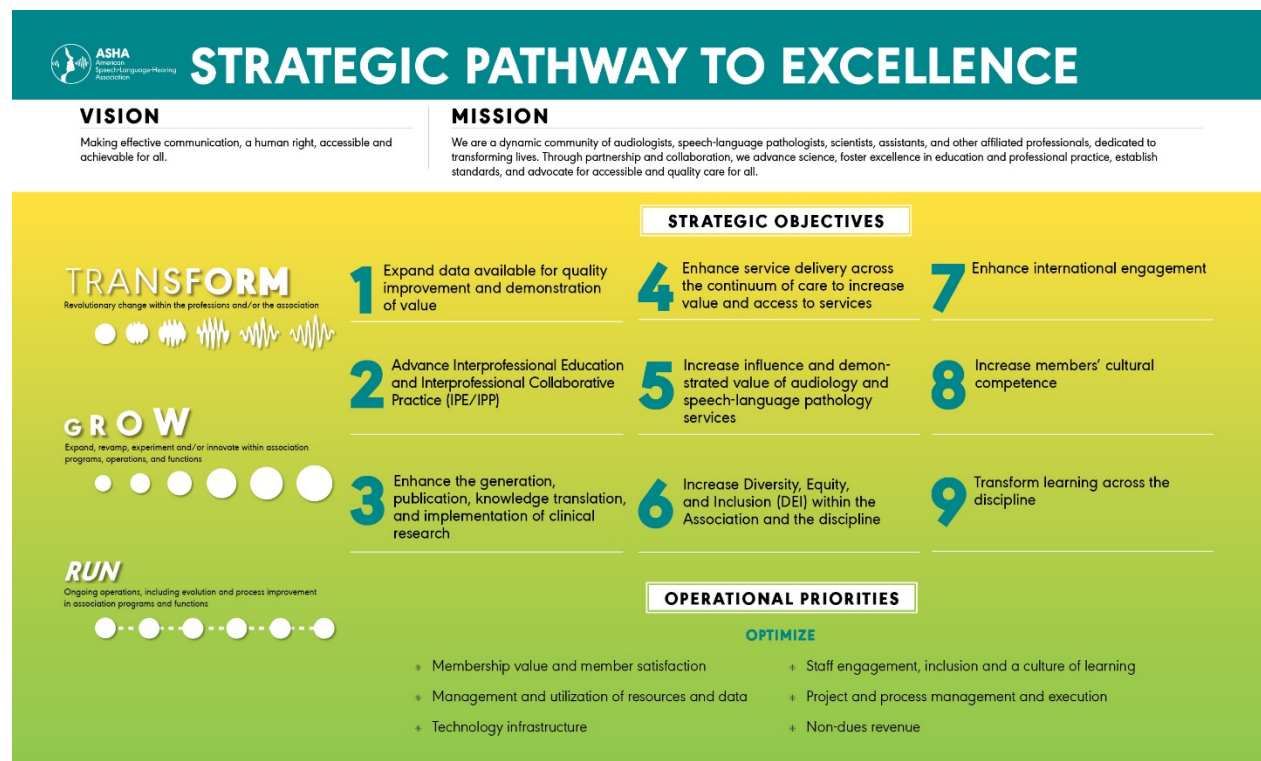 ASHA
American
Speech-Language-Hearing
Association
STRATEGIC PATHWAY TO EXCELLENCE
VISION
Making effective communication, a human right, accessible and
achievable for all.
MISSION
We are a dynamic community of audiologists, speech-language pathologists, scientists, assistants, and other affiliated professionals, dedicated to
transforming lives. Through partnership and collaboration, we advance science, foster excellence in education and professional practice, establish
standards, and advocate for accessible and quality care for all.
TRANSFORM
Revolutionary change within the professions and/or the association
GROW
Expand, revamp, experiment and/or innovate within association
programs, operations, and functions
RUN
Ongoing operations, including evolution and process improvement
in association programs and functions
STRATEGIC OBJECTIVES
1
Expand data available for quality
improvement and demonstration
of value
2
Advance Interprofessional Education
and Interprofessional Collaborative
Practice (IPE/IPP)
3
Enhance the generation,
publication, knowledge translation,
and implementation of clinical
research
4
Enhance service delivery across
the continuum of care to increase
value and access to services
5
Increase influence and demon-
strated value of audiology and
speech-language pathology
services
6
Increase Diversity, Equity,
and Inclusion (DEI) within the
Association and the discipline
7
Enhance international engagement
8
Increase members' cultural
competence
9
Transform learning across the
discipline
OPERATIONAL PRIORITIES
OPTIMIZE
* Membership value and member satisfaction
* Management and utilization of resources and data
* Technology infrastructure
* Staff engagement, inclusion and a culture of learning
* Project and process management and execution
* Non-dues revenue